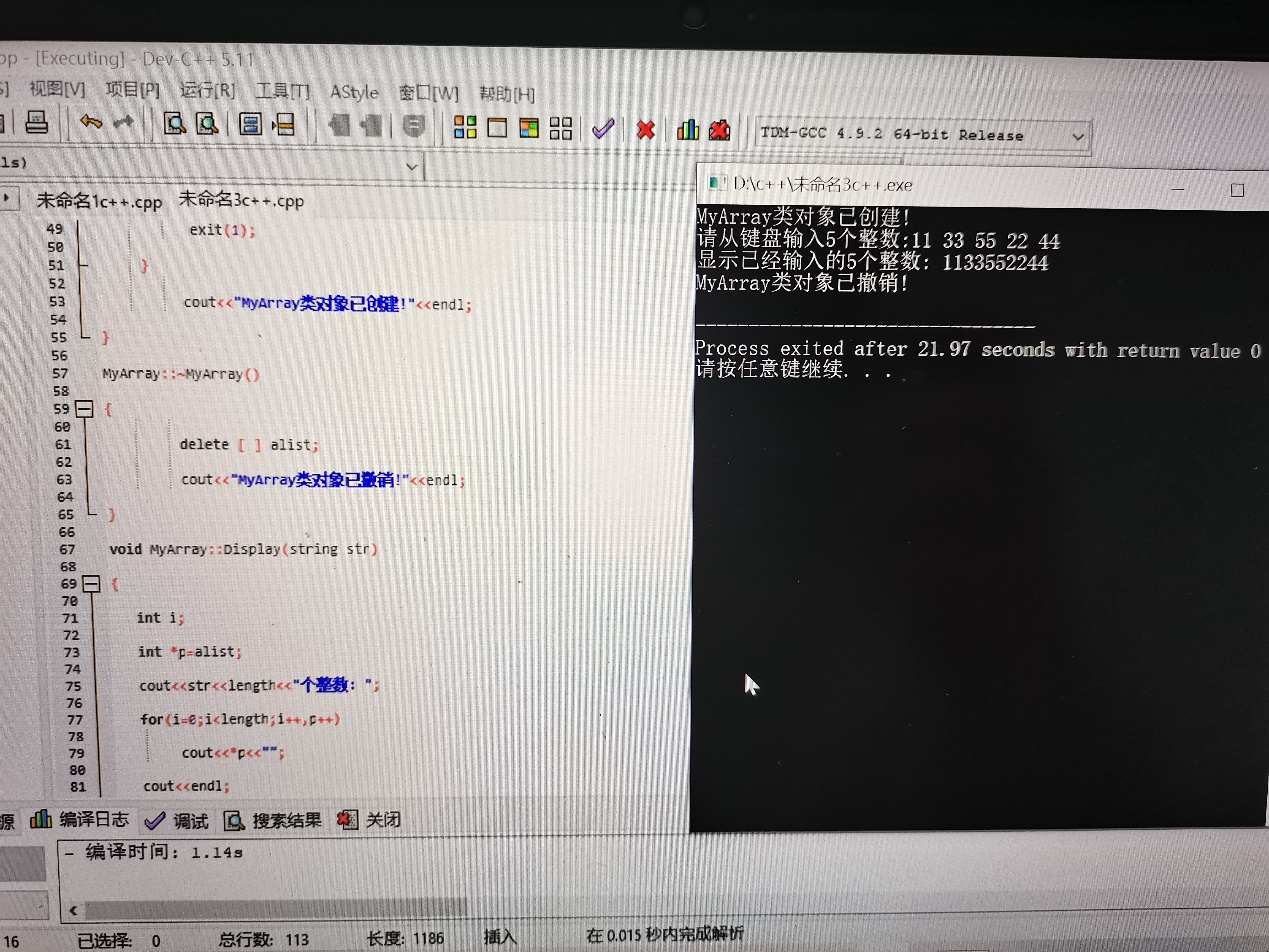 pp - [Executing] - Dev-C++ 5.11
S] 视图[V] 项目[P] 运行[R] 工具[T] AStyle 窗口[W] 帮助[H]
TDM-GCC 4.9.2 64-bit Release
ls)
未命名1c++.cpp 未命名3c++.cpp
49 exit(1);
50
51 }
52
53 cout<<"MyArray类对象已创建!"<<endl;
54
55 }
56
57 MyArray::~MyArray()
58
59 {
60
61 delete [ ] alist;
62
63 cout<<"MyArray类对象已撤销!"<<endl;
64
65 }
66
67 void MyArray::Display(string str)
68
69 {
70
71 int i;
72
73 int *p=alist;
74
75 cout<<str<<length<<"个整数: ";
76
77 for(i=0;i<length;i++,p++)
78
79 cout<<*p<<"";
80
81 cout<<endl;
D:\c++\未命名3c++.exe
MyArray类对象已创建!
请从键盘输入5个整数:11 33 55 22 44
显示已经输入的5个整数: 1133552244
MyArray类对象已撤销!
--------------------------------
Process exited after 21.97 seconds with return value 0
请按任意键继续. . .
源 编译日志 调试 搜索结果 关闭
- 编译时间: 1.14s
16 已选择: 0 总行数: 113 长度: 1186 插入 在 0.015 秒内完成解析